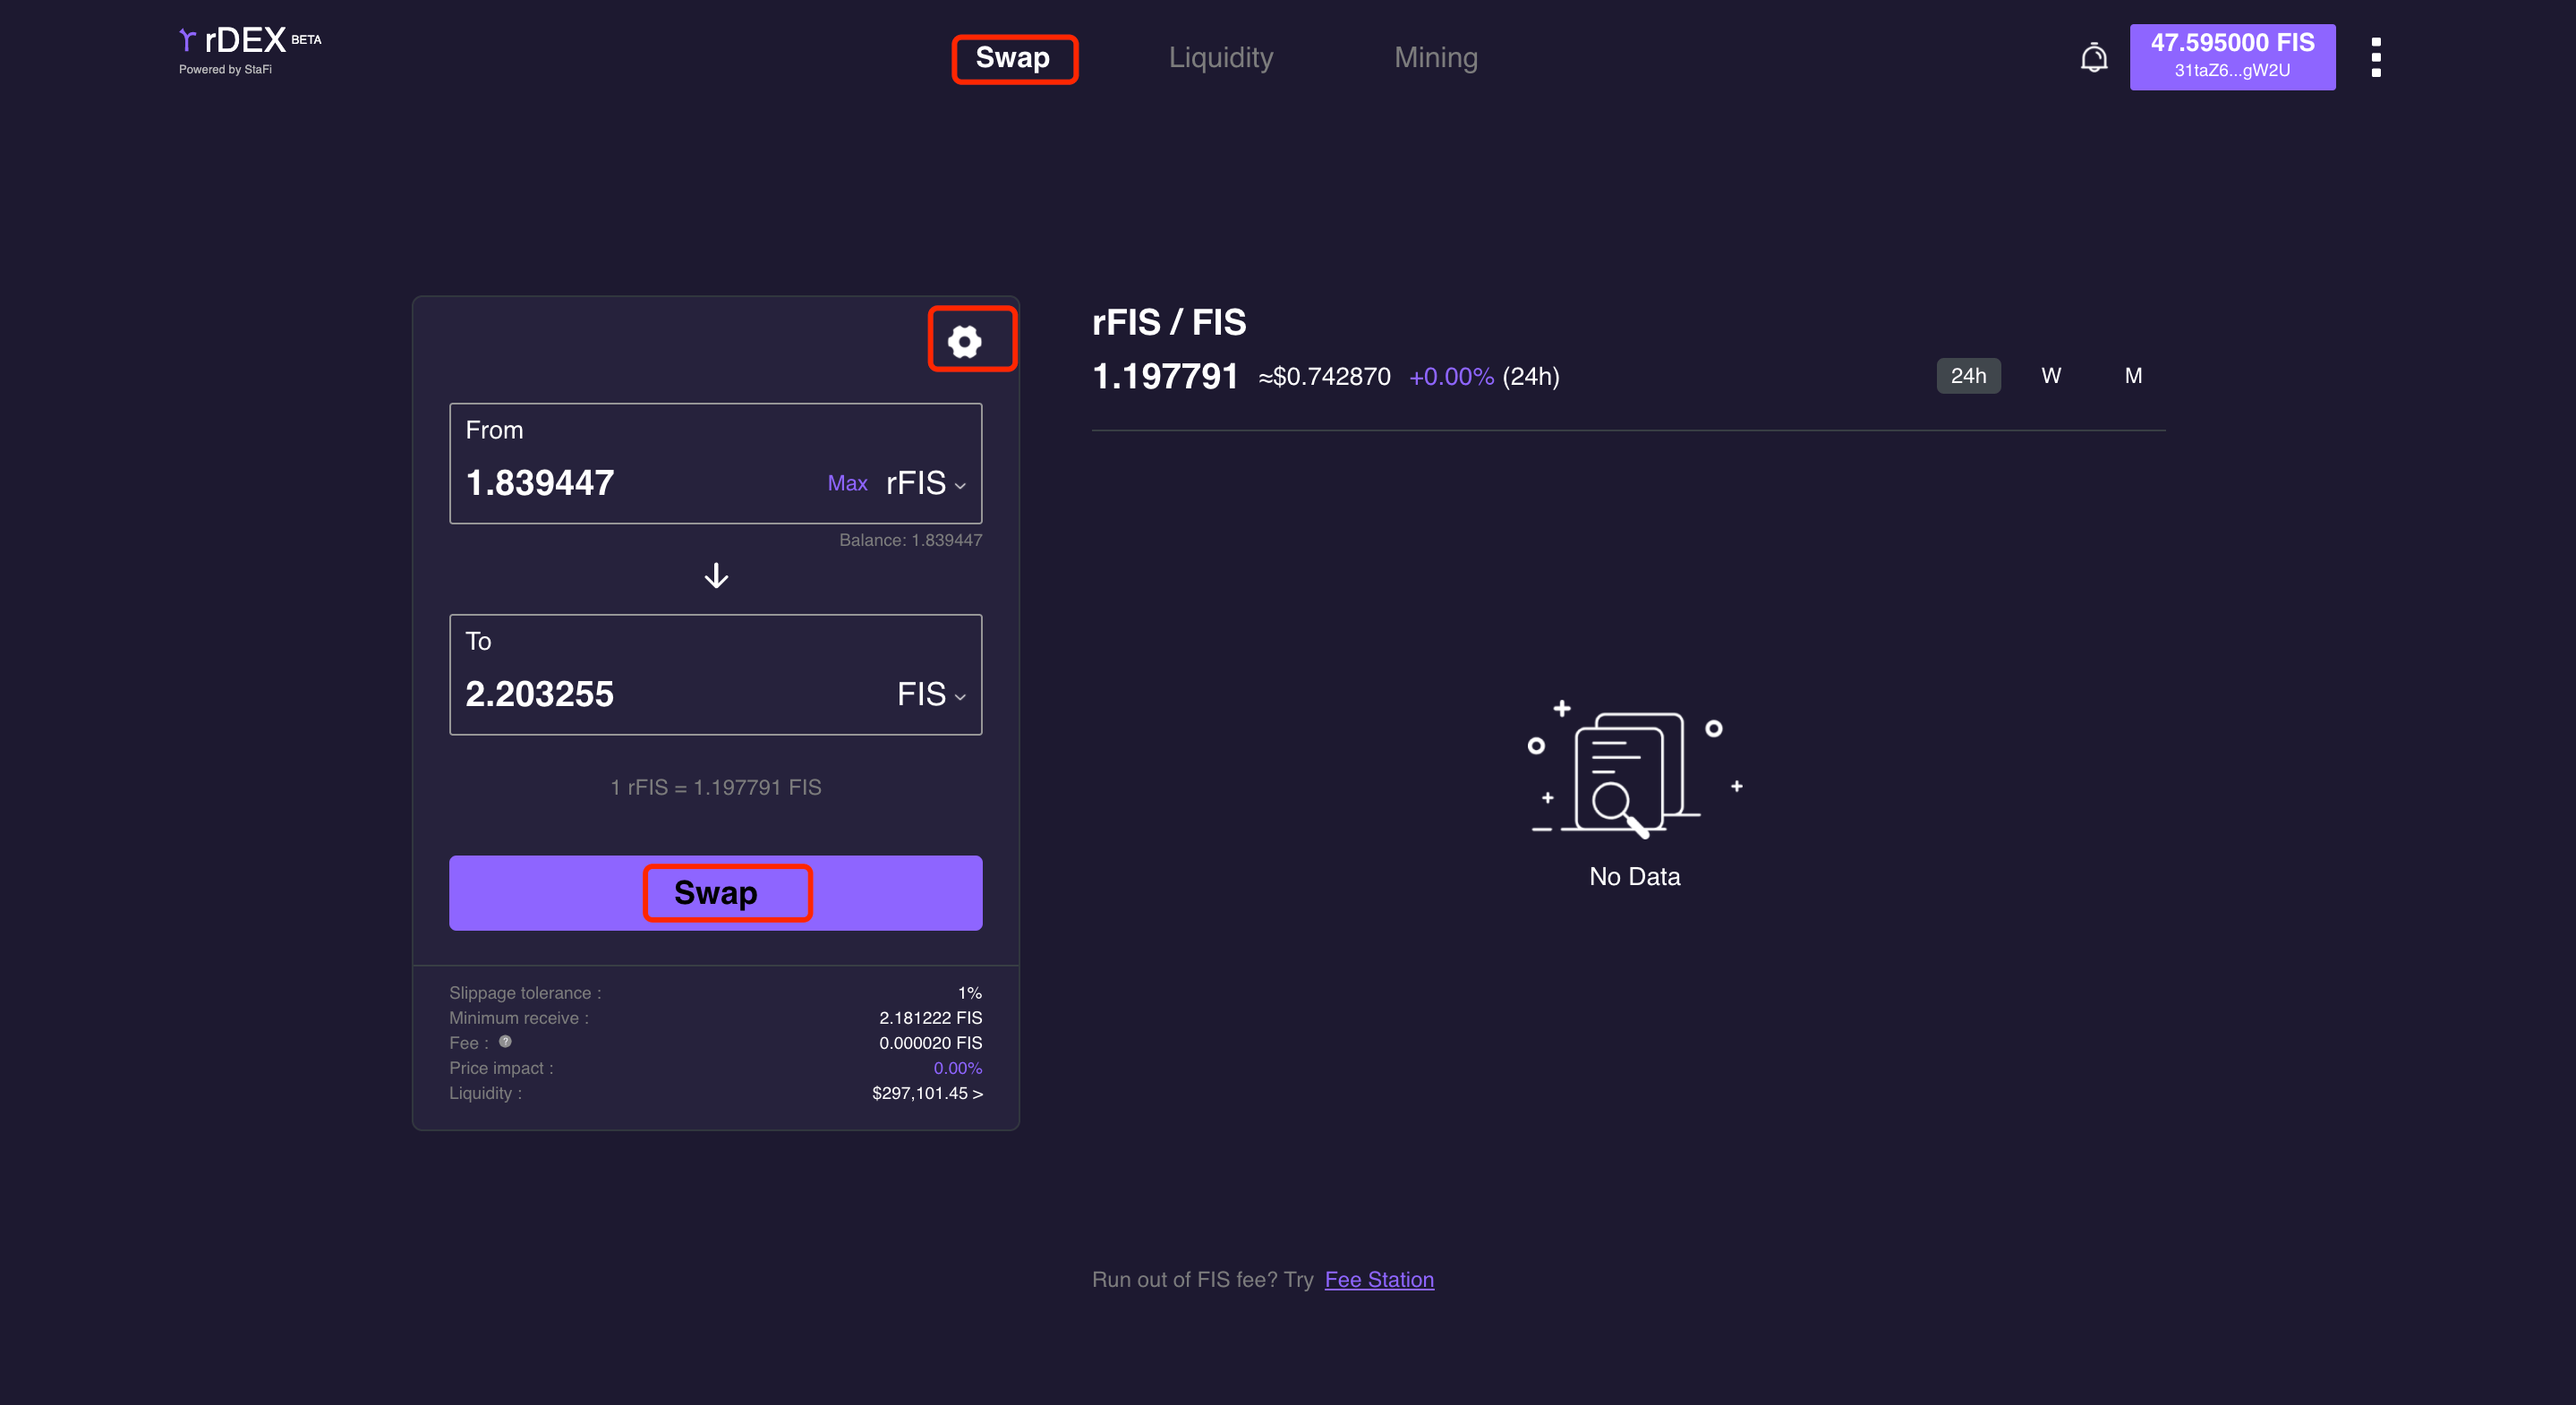 rDEX BETA
Powered by StaFi
Swap
Liquidity
Mining
47.595000 FIS
31taZ6...gW2U
From
1.839447 Max rFIS
Balance: 1.839447
To
2.203255 FIS
1 rFIS = 1.197791 FIS
Swap
Slippage tolerance : 1%
Minimum receive : 2.181222 FIS
Fee : ? 0.000020 FIS
Price impact : 0.00%
Liquidity : $297,101.45 >
rFIS / FIS
1.197791 ≈$0.742870 +0.00% (24h)
24h W M
No Data
Run out of FIS fee? Try Fee Station